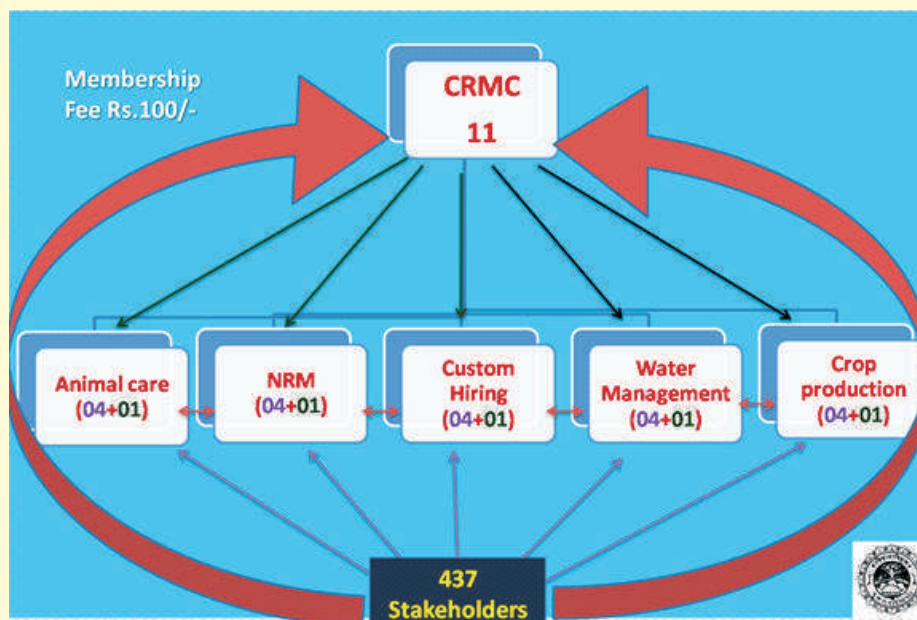 Membership
Fee Rs.100/-
CRMC
11
Animal care
(04+01)
NRM
(04+01)
Custom
Hiring
(04+01)
Water
Management
(04+01)
Crop
production
(04+01)
437
Stakeholders